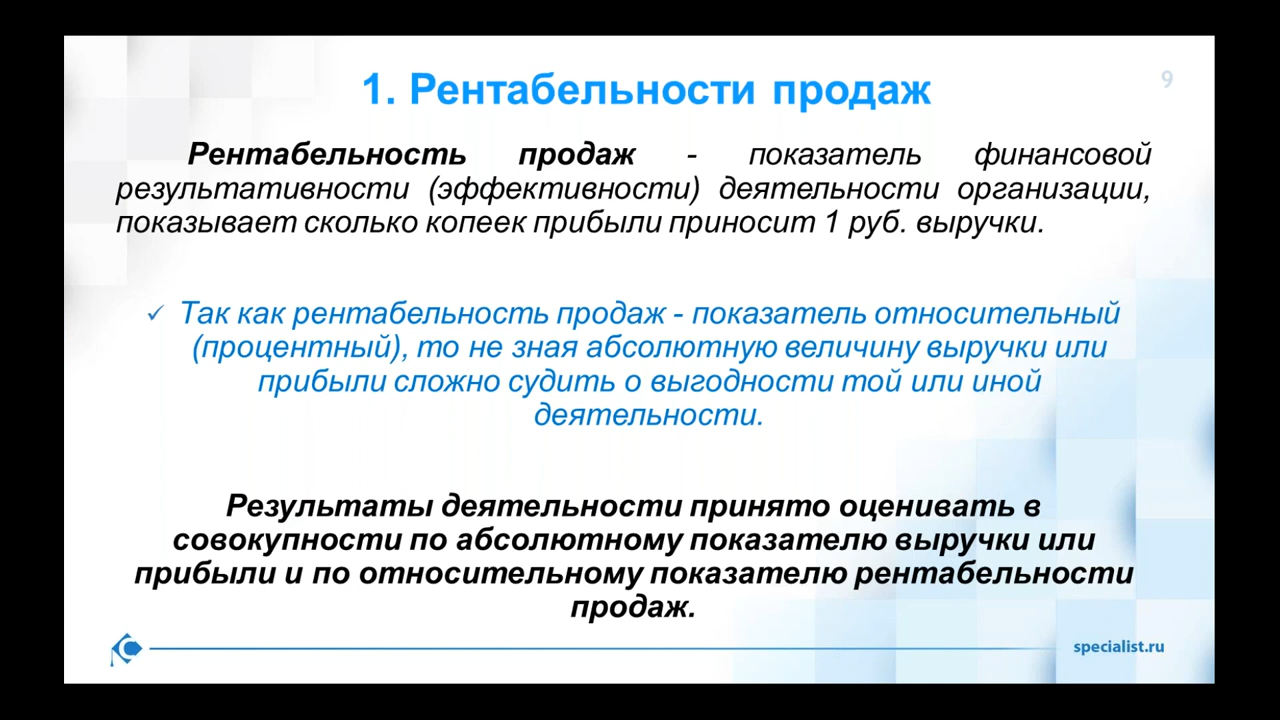 9
1. Рентабельности продаж
Рентабельность продаж - показатель финансовой
результативности (эффективности) деятельности организации,
показывает сколько копеек прибыли приносит 1 руб. выручки.
✓ Так как рентабельность продаж - показатель относительный
(процентный), то не зная абсолютную величину выручки или
прибыли сложно судить о выгодности той или иной
деятельности.
Результаты деятельности принято оценивать в
совокупности по абсолютному показателю выручки или
прибыли и по относительному показателю рентабельности
продаж.
specialist.ru